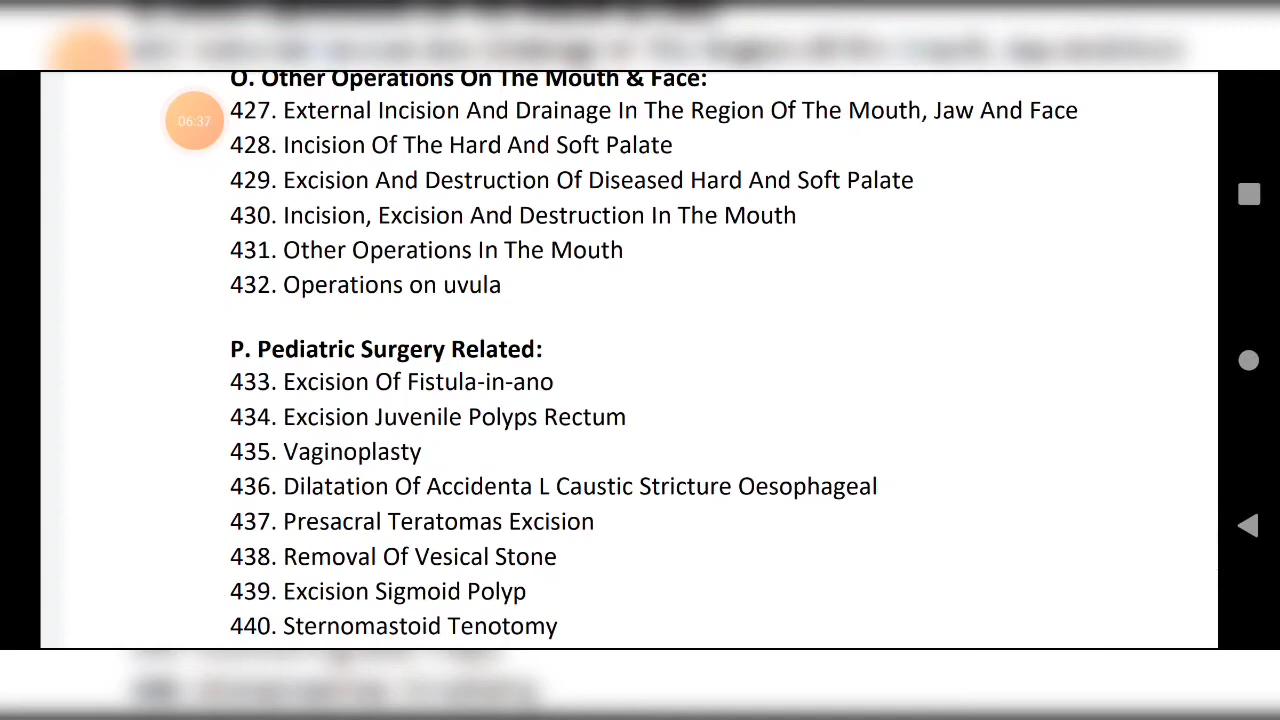 O. Other Operations On The Mouth & Face:
06:37
427. External Incision And Drainage In The Region Of The Mouth, Jaw And Face
428. Incision Of The Hard And Soft Palate
429. Excision And Destruction Of Diseased Hard And Soft Palate
430. Incision, Excision And Destruction In The Mouth
431. Other Operations In The Mouth
432. Operations on uvula
P. Pediatric Surgery Related:
433. Excision Of Fistula-in-ano
434. Excision Juvenile Polyps Rectum
435. Vaginoplasty
436. Dilatation Of Accidenta L Caustic Stricture Oesophageal
437. Presacral Teratomas Excision
438. Removal Of Vesical Stone
439. Excision Sigmoid Polyp
440. Sternomastoid Tenotomy